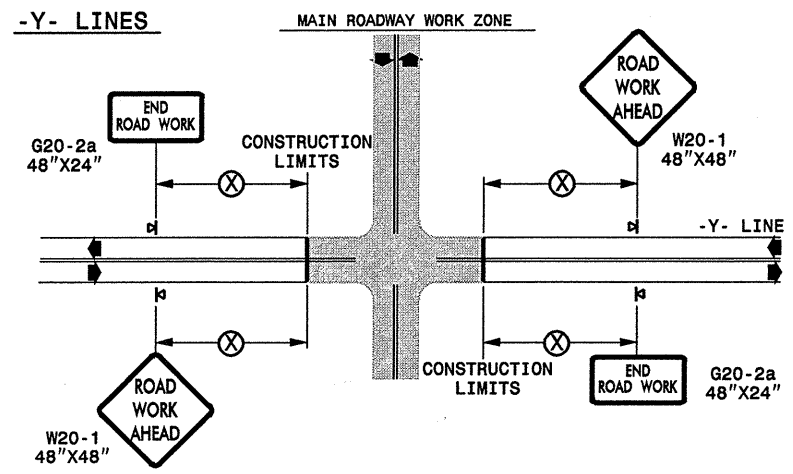 -Y- LINES
MAIN ROADWAY WORK ZONE
END
ROAD WORK
G20-2a
48"X24"
CONSTRUCTION
LIMITS
X
X
ROAD
WORK
AHEAD
W20-1
48"X48"
-Y- LINE
X
X
ROAD
WORK
AHEAD
W20-1
48"X48"
CONSTRUCTION
LIMITS
END
ROAD WORK
G20-2a
48"X24"